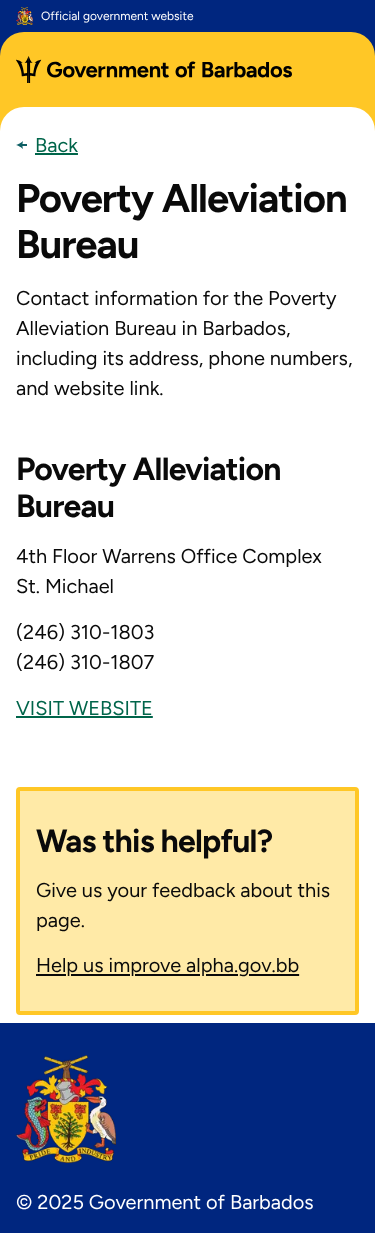 Official government website
Government of Barbados
Back
Poverty Alleviation
Bureau
Contact information for the Poverty
Alleviation Bureau in Barbados,
including its address, phone numbers,
and website link.
Poverty Alleviation
Bureau
4th Floor Warrens Office Complex
St. Michael
(246) 310-1803
(246) 310-1807
VISIT WEBSITE
Was this helpful?
Give us your feedback about this
page.
Help us improve alpha.gov.bb
PRIDE AND INDUSTRY
© 2025 Government of Barbados